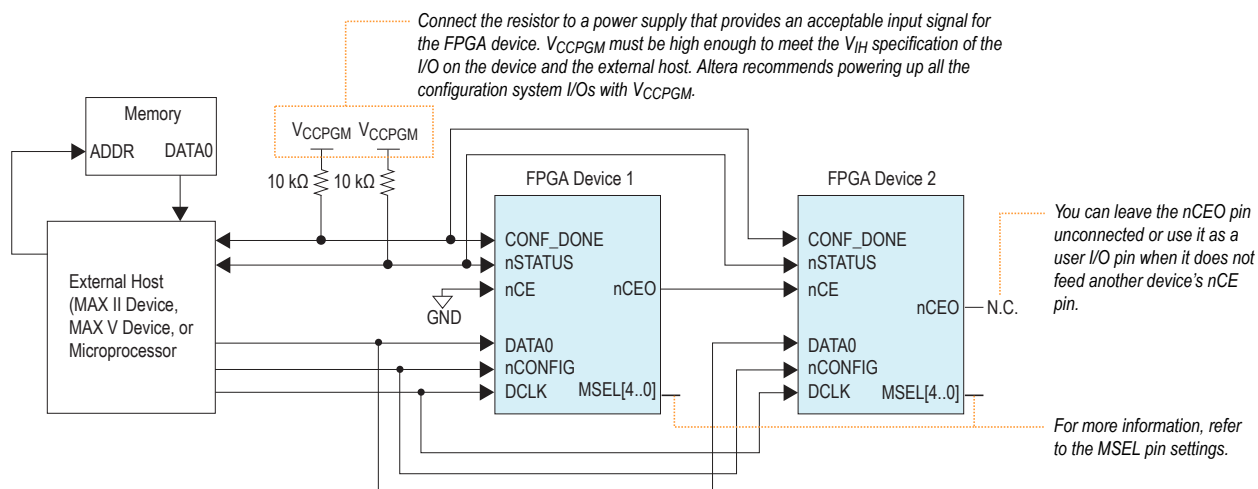 Connect the resistor to a power supply that provides an acceptable input signal for
the FPGA device. VCCPGM must be high enough to meet the VIH specification of the
I/O on the device and the external host. Altera recommends powering up all the
configuration system I/Os with VCCPGM.
Memory
ADDR DATA0
VCCPGM VCCPGM
10 kΩ 10 kΩ
External Host
(MAX II Device,
MAX V Device, or
Microprocessor
GND
FPGA Device 1
CONF_DONE
nSTATUS
nCE nCEO
DATA0
nCONFIG
DCLK MSEL[4..0]
FPGA Device 2
CONF_DONE
nSTATUS
nCE
nCEO N.C.
DATA0
nCONFIG
DCLK MSEL[4..0]
You can leave the nCEO pin
unconnected or use it as a
user I/O pin when it does not
feed another device's nCE
pin.
For more information, refer
to the MSEL pin settings.